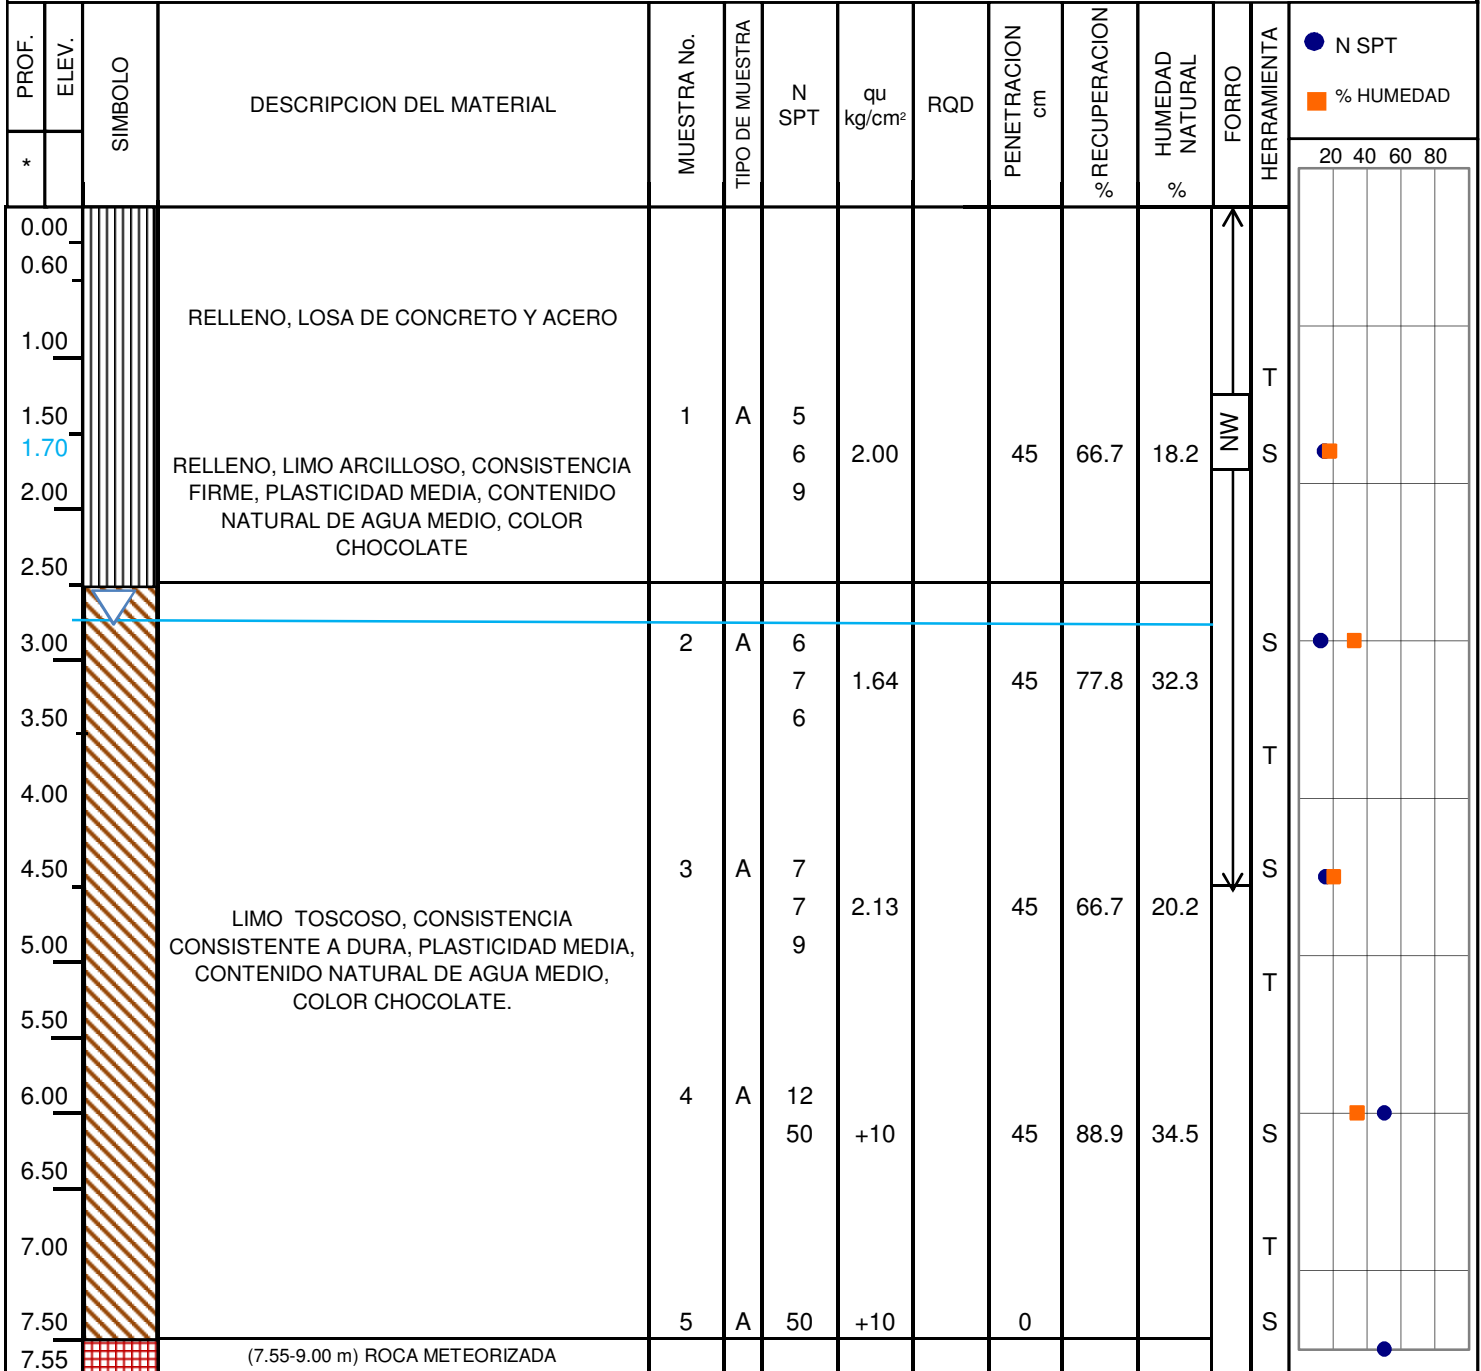 PROF.
ELEV.
SIMBOLO
DESCRIPCION DEL MATERIAL
MUESTRA No.
TIPO DE MUESTRA
N
SPT
qu
kg/cm²
RQD
PENETRACION
cm
RECUPERACION
%
HUMEDAD
NATURAL
%
FORRO
HERRAMIENTA
N SPT
% HUMEDAD
*
20 40 60 80
0.00
0.60
RELLENO, LOSA DE CONCRETO Y ACERO
1.00
T
1.50 1 A 5
NW
1.70 6 2.00 45 66.7 18.2 S
RELLENO, LIMO ARCILLOSO, CONSISTENCIA
FIRME, PLASTICIDAD MEDIA, CONTENIDO
2.00 9
NATURAL DE AGUA MEDIO, COLOR
CHOCOLATE
2.50
3.00 2 A 6 S
7 1.64 45 77.8 32.3
3.50 6
T
4.00
4.50 3 A 7 S
7 2.13 45 66.7 20.2
LIMO TOSCOSO, CONSISTENCIA
CONSISTENTE A DURA, PLASTICIDAD MEDIA,
5.00 9
CONTENIDO NATURAL DE AGUA MEDIO,
T
COLOR CHOCOLATE.
5.50
6.00 4 A 12
50 +10 45 88.9 34.5 S
6.50
7.00 T
7.50 5 A 50 +10 0 S
7.55 (7.55-9.00 m) ROCA METEORIZADA